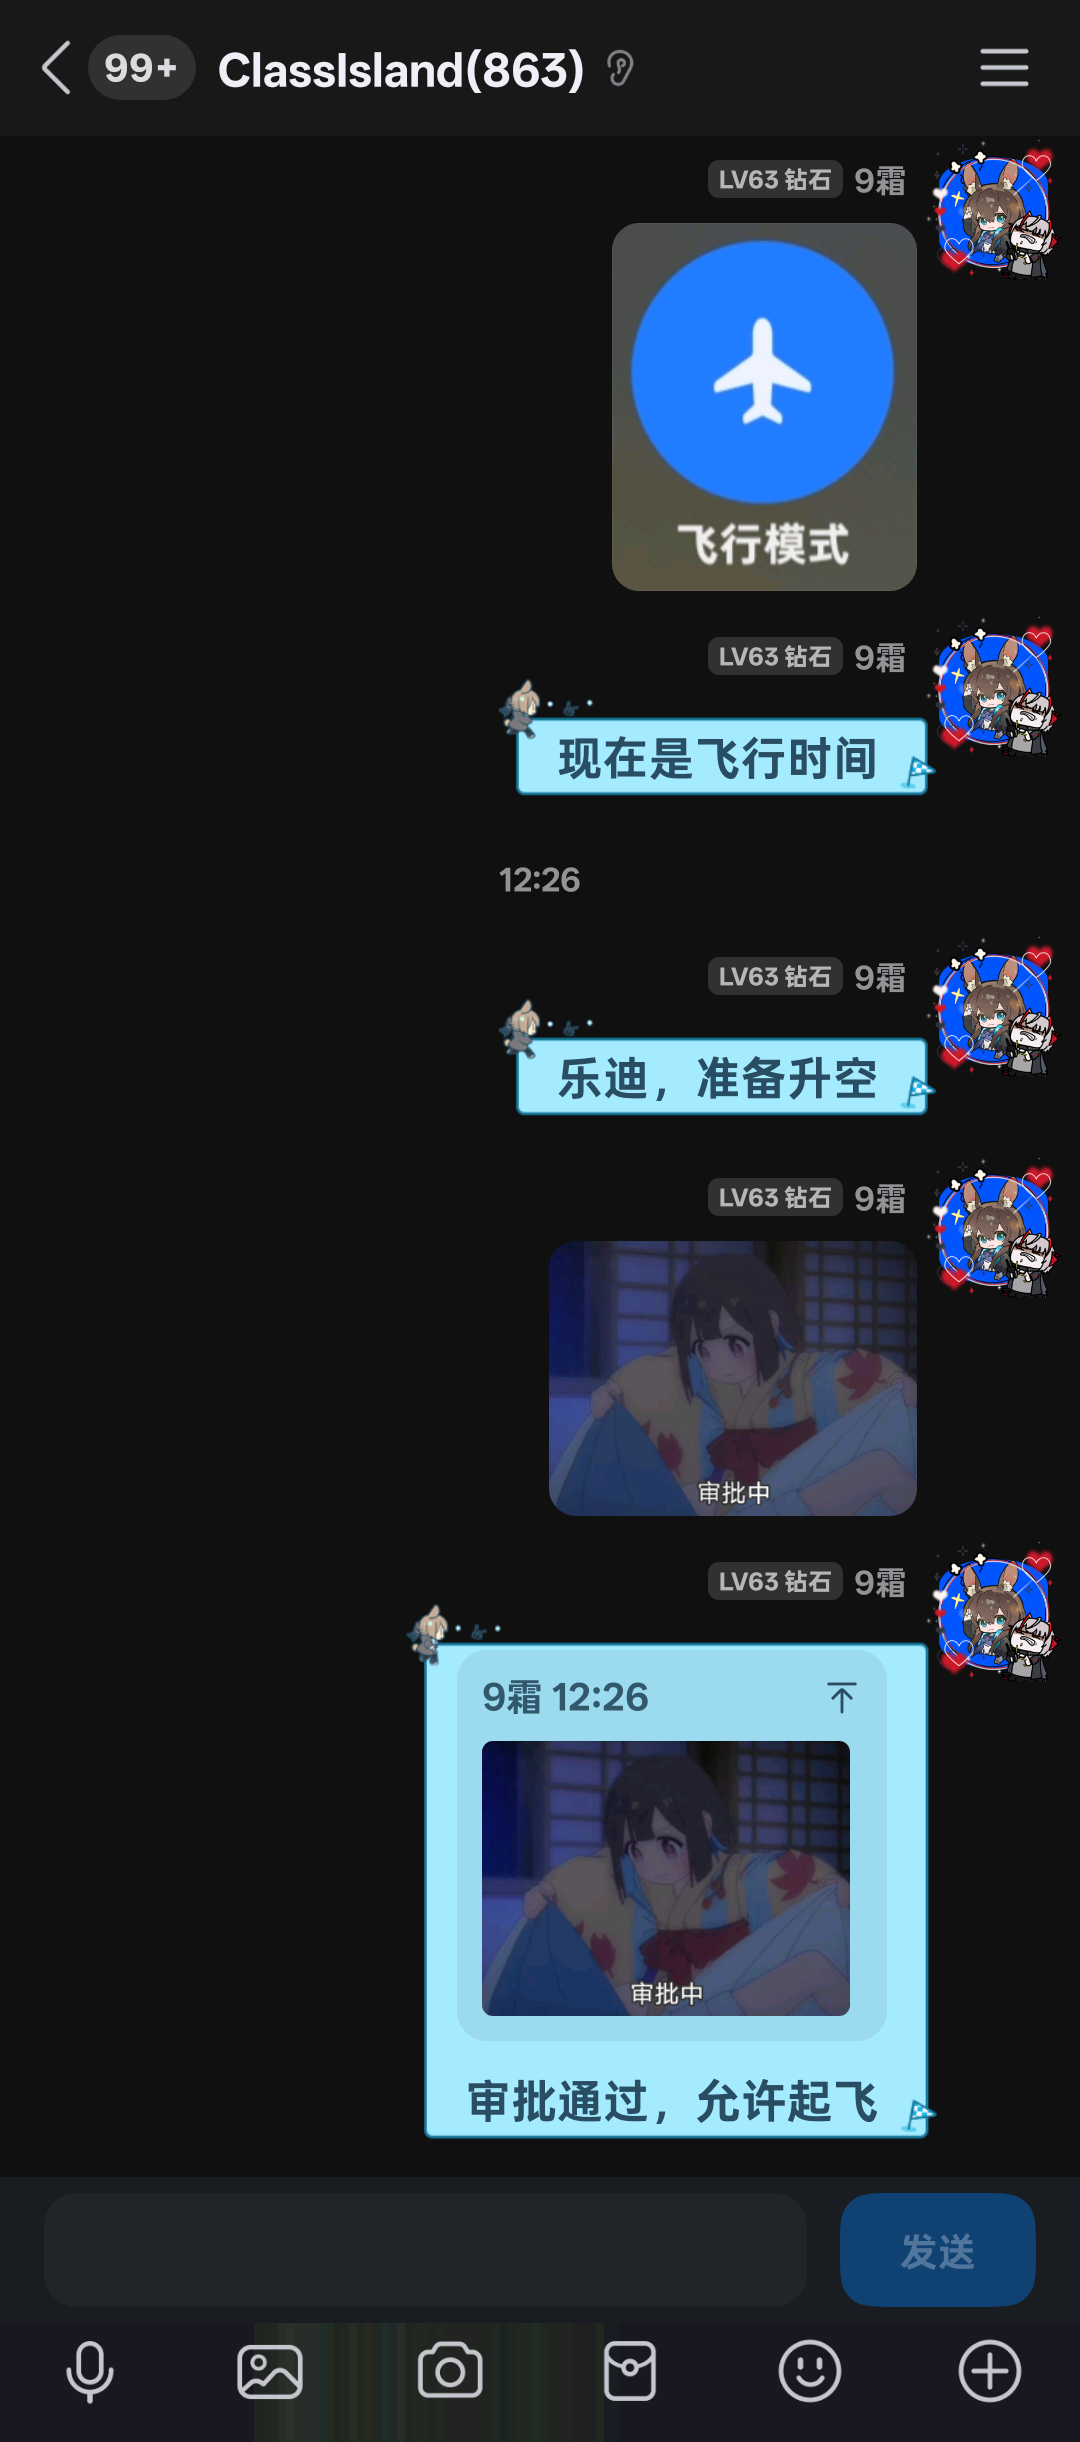 99+
ClassIsland(863)
LV63 钻石 9霜
飞行模式
LV63 钻石 9霜
现在是飞行时间
12:26
LV63 钻石 9霜
乐迪，准备升空
LV63 钻石 9霜
审批中
LV63 钻石 9霜
9霜 12:26
审批中
审批通过，允许起飞
发送